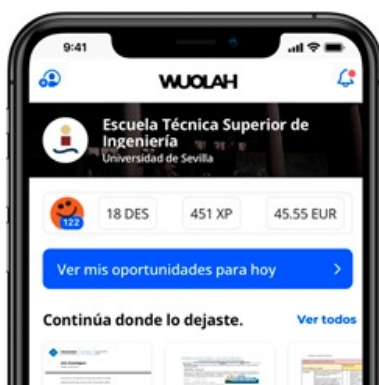 9:41
WUOLAH
Escuela Técnica Superior de
Ingeniería
Universidad de Sevilla
122
18 DES
451 XP
45.55 EUR
Ver mis oportunidades para hoy
Continúa donde lo dejaste.
Ver todos